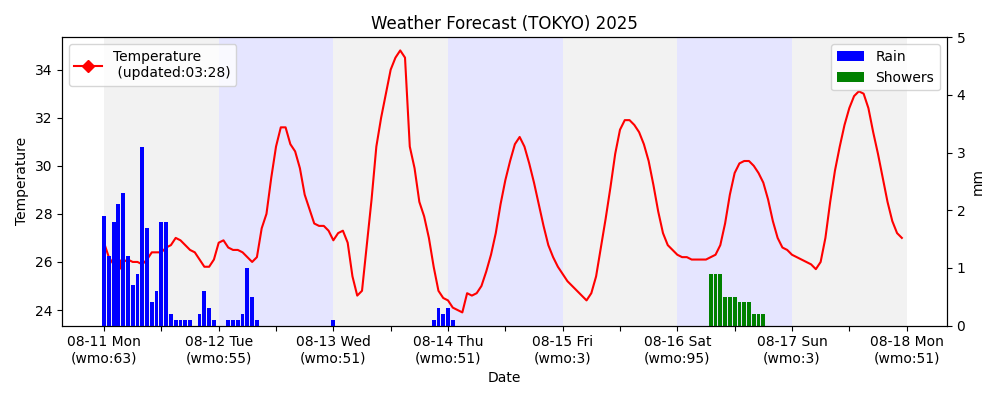 Weather Forecast (TOKYO) 2025
Temperature
(updated:03:28)
Rain
Showers
34
32
30
28
26
24
Temperature
5
4
3
2
1
0
mm
08-11 Mon
(wmo:63)
08-12 Tue
(wmo:55)
08-13 Wed
(wmo:51)
08-14 Thu
(wmo:51)
08-15 Fri
(wmo:3)
08-16 Sat
(wmo:95)
08-17 Sun
(wmo:3)
08-18 Mon
(wmo:51)
Date